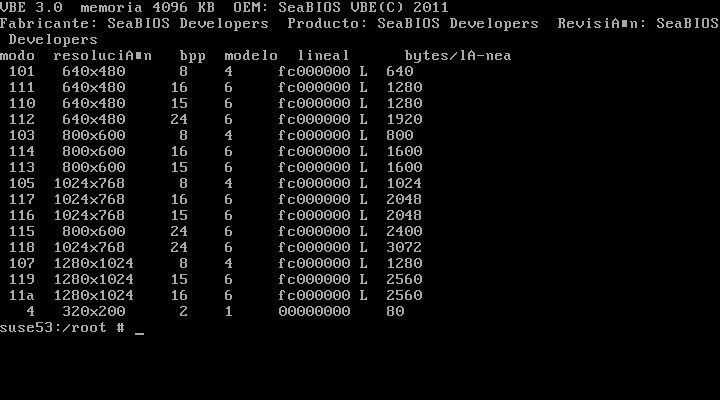 VBE 3.0  memoria 4096 KB  OEM: SeaBIOS VBE(C) 2011
Fabricante: SeaBIOS Developers  Producto: SeaBIOS Developers  RevisiÃ■n: SeaBIOS
 Developers
modo  resoluciÃ■n   bpp  modelo  lineal      bytes/lÃ-nea
 101   640x480      8    4     fc000000 L  640
 111   640x480     16    6     fc000000 L  1280
 110   640x480     15    6     fc000000 L  1280
 112   640x480     24    6     fc000000 L  1920
 103   800x600      8    4     fc000000 L  800
 114   800x600     16    6     fc000000 L  1600
 113   800x600     15    6     fc000000 L  1600
 105  1024x768      8    4     fc000000 L  1024
 117  1024x768     16    6     fc000000 L  2048
 116  1024x768     15    6     fc000000 L  2048
 115   800x600     24    6     fc000000 L  2400
 118  1024x768     24    6     fc000000 L  3072
 107  1280x1024     8    4     fc000000 L  1280
 119  1280x1024    15    6     fc000000 L  2560
 11a  1280x1024    16    6     fc000000 L  2560
   4   320x200      2    1     00000000    80
suse53:/root # _